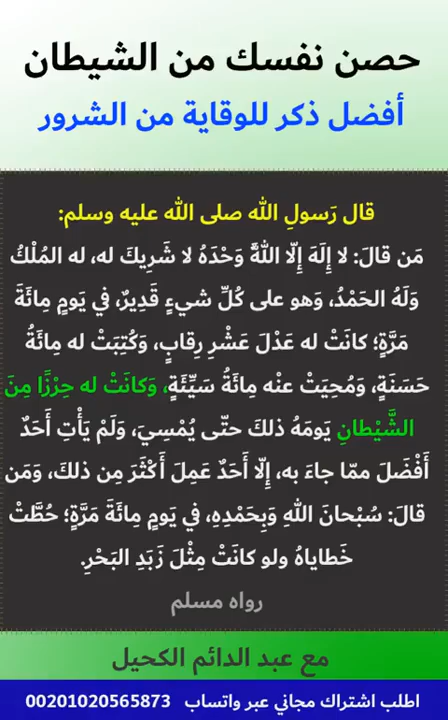 حصن نفسك من الشيطان
أفضل ذكر للوقاية من الشرور
قال رَسولِ الله صلى الله عليه وسلم:
مَن قالَ: لا إِلَهَ إِلّا اللَّهُ وَحْدَهُ لا شَرِيكَ له، له المُلْكُ
وَلَهُ الحَمْدُ، وَهو على كُلِّ شيءٍ قَدِيرٌ، في يَومٍ مِائَةَ
مَرَّةٍ؛ كانَتْ له عَدْلَ عَشْرِ رِقابٍ، وَكُتِبَتْ له مِائَةُ
حَسَنَةٍ، وَمُحِيَتْ عنْه مِائَةُ سَيِّئَةٍ، وَكانَتْ له حِرْزًا مِنَ
الشَّيْطانِ يَومَهُ ذلكَ حتّى يُمْسِيَ، وَلَمْ يَأْتِ أَحَدٌ
أَفْضَلَ ممّا جاءَ به، إِلّا أَحَدٌ عَمِلَ أَكْثَرَ مِن ذلكَ، وَمَن
قالَ: سُبْحانَ اللهِ وَبِحَمْدِهِ، في يَومٍ مِائَةَ مَرَّةٍ؛ حُطَّتْ
خَطاياهُ ولو كانَتْ مِثْلَ زَبَدِ البَحْرِ.
رواه مسلم
مع عبد الدائم الكحيل
اطلب اشتراك مجاني عبر واتساب 00201020565873